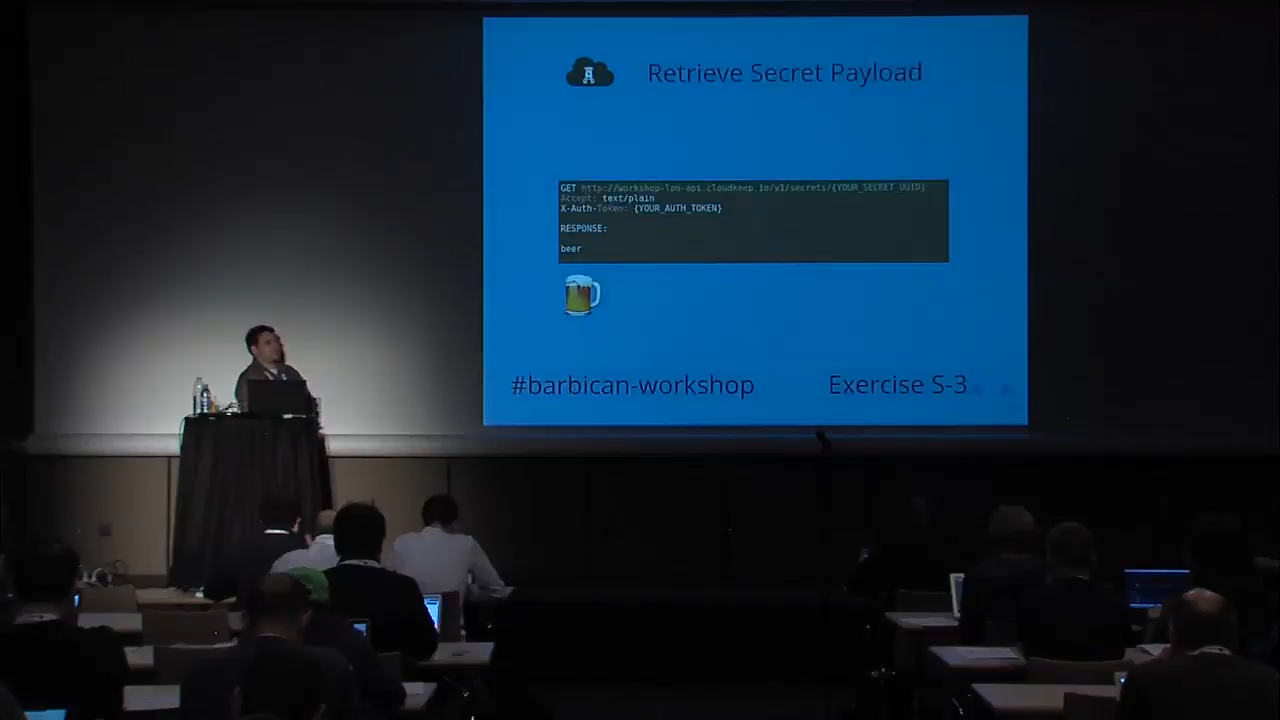 Retrieve Secret Payload
GET http://workshop-lon-api.cloudkeep.io/v1/secrets/{YOUR_SECRET_UUID}
Accept: text/plain
X-Auth-Token: {YOUR_AUTH_TOKEN}
RESPONSE:
beer
#barbican-workshop
Exercise S-3